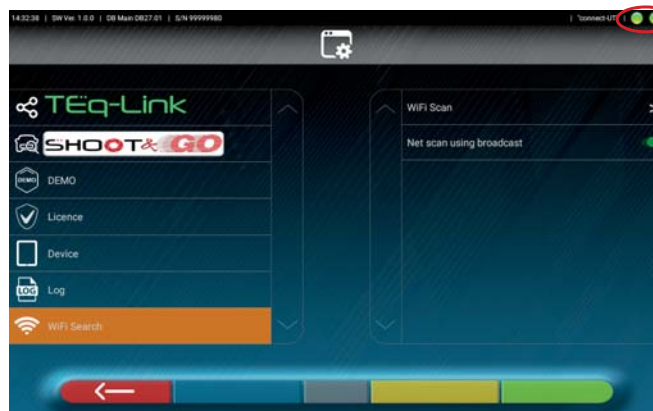 14:32:38 | SW Ver. 1.0.0 | DB Main DB27.01 | S/N 99999980 | "connect-UT" |
TEq-Link
SHOOT& GO
DEMO DEMO
Licence
Device
LOG Log
WiFi Search
WiFi Scan
Net scan using broadcast